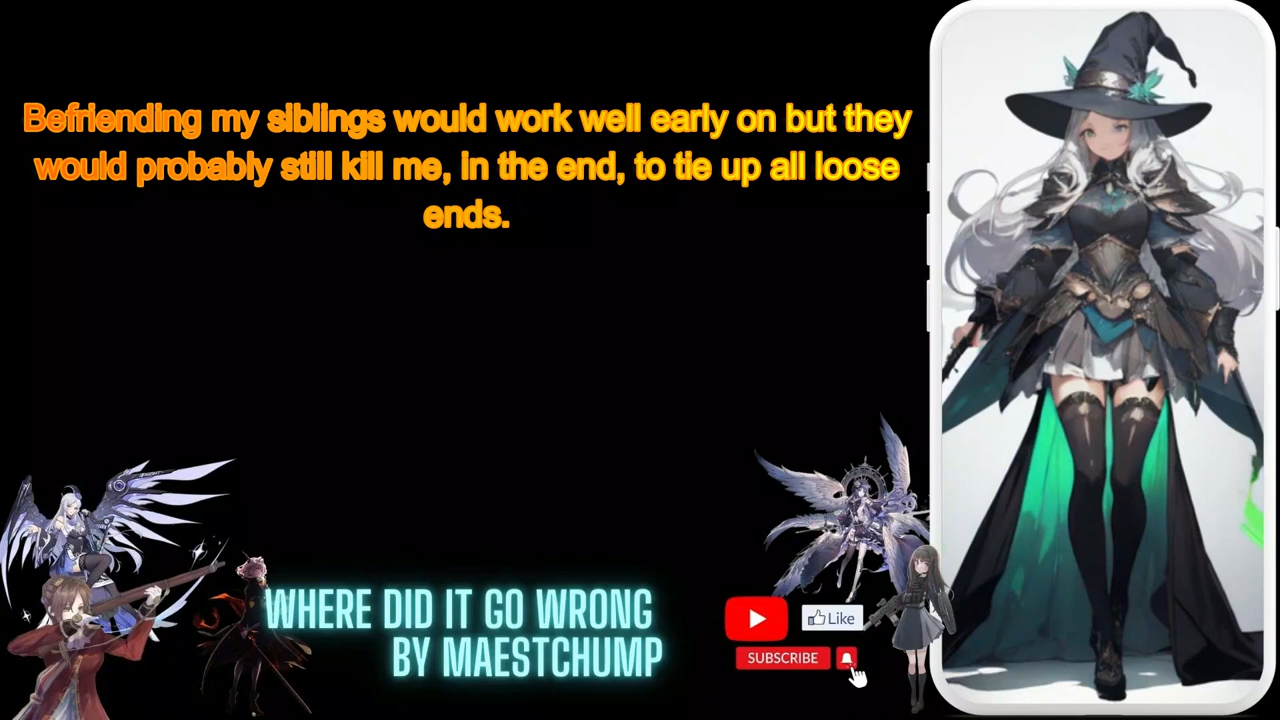 Befriending my siblings would work well early on but they
would probably still kill me, in the end, to tie up all loose
ends.
WHERE DID IT GO WRONG
BY MAESTCHUMP
Like
SUBSCRIBE